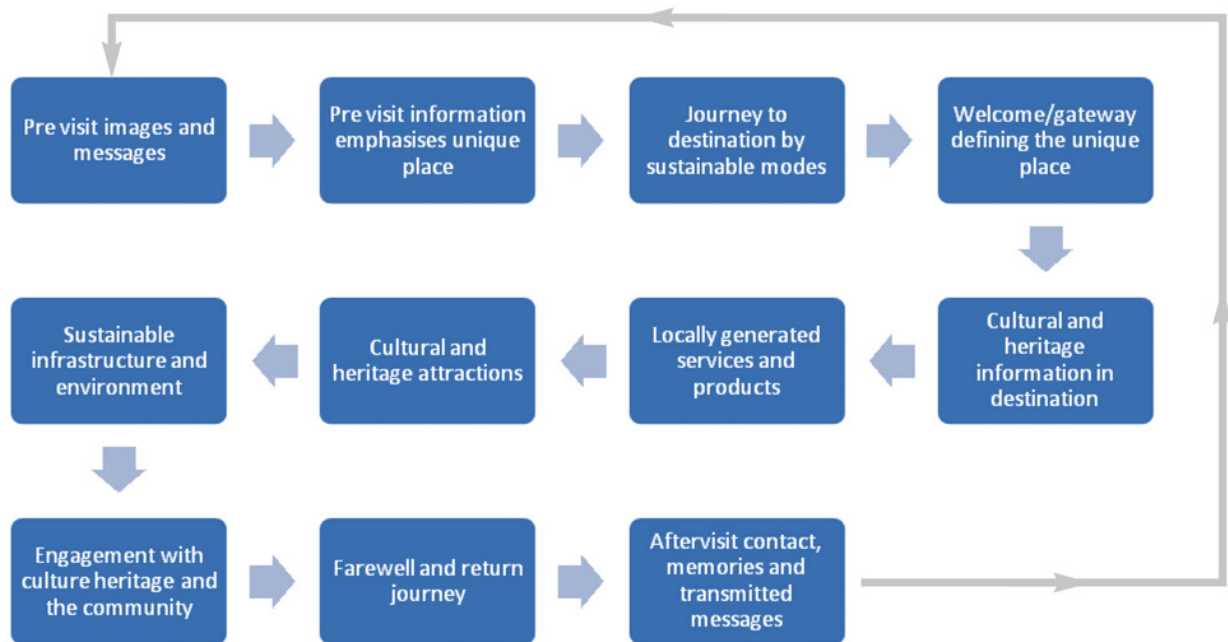 Pre visit images and
messages
Pre visit information
emphasises unique
place
Journey to
destination by
sustainable modes
Welcome/gateway
defining the unique
place
Sustainable
infrastructure and
environment
Cultural and
heritage attractions
Locally generated
services and
products
Cultural and
heritage
information in
destination
Engagement with
culture heritage and
the community
Farewell and return
journey
Aftervisit contact,
memories and
transmitted
messages